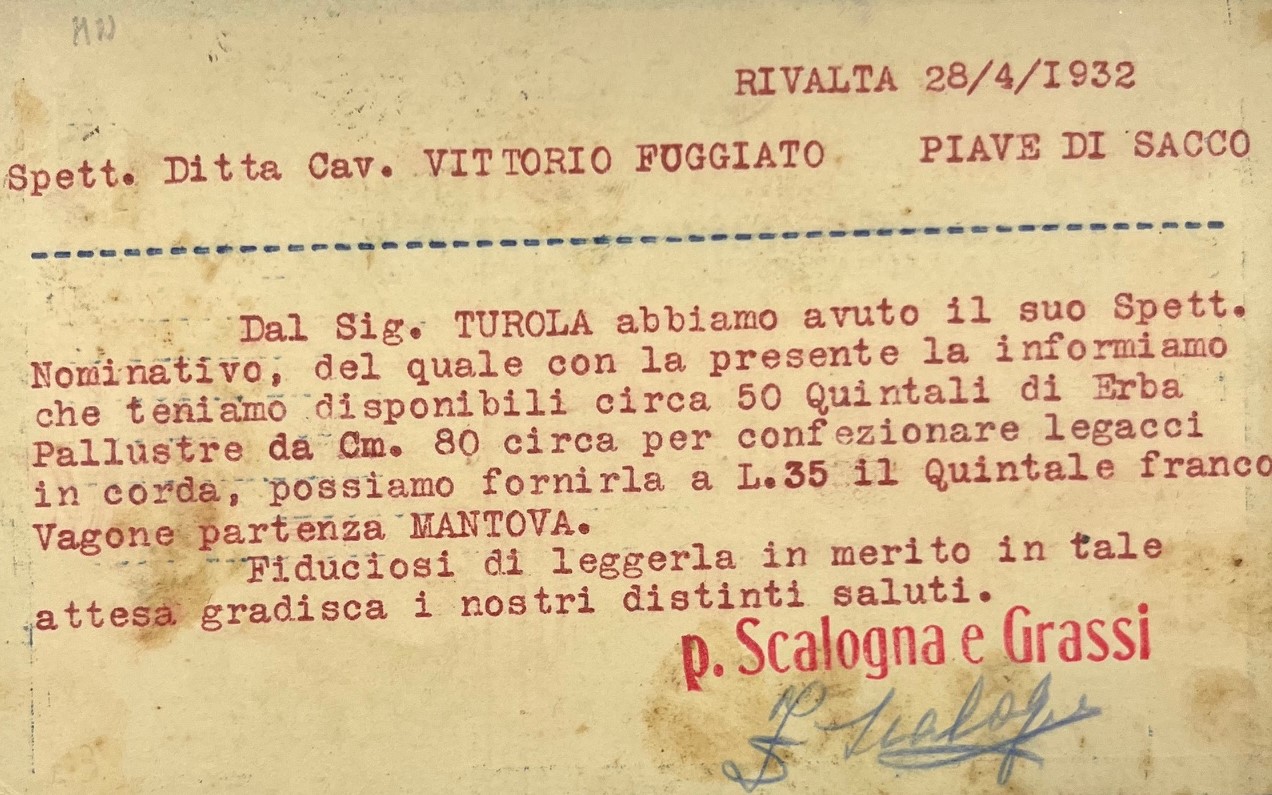 MN
RIVALTA 28/4/I932
Spett. Ditta Cav. VITTORIO FUGGIATO PIAVE DI SACCO
Dal Sig. TUROLA abbiamo avuto il suo Spett.
Nominativo, del quale con la presente la informiamo
che teniamo disponibili circa 50 Quintali di Erba
Pallustre da Cm. 80 circa per confezionare legacci
in corda, possiamo fornirla a L.35 il Quintale franco
Vagone partenza MANTOVA.
Fiduciosi di leggerla in merito in tale
attesa gradisca i nostri distinti saluti.
p. Scalogna e Grassi